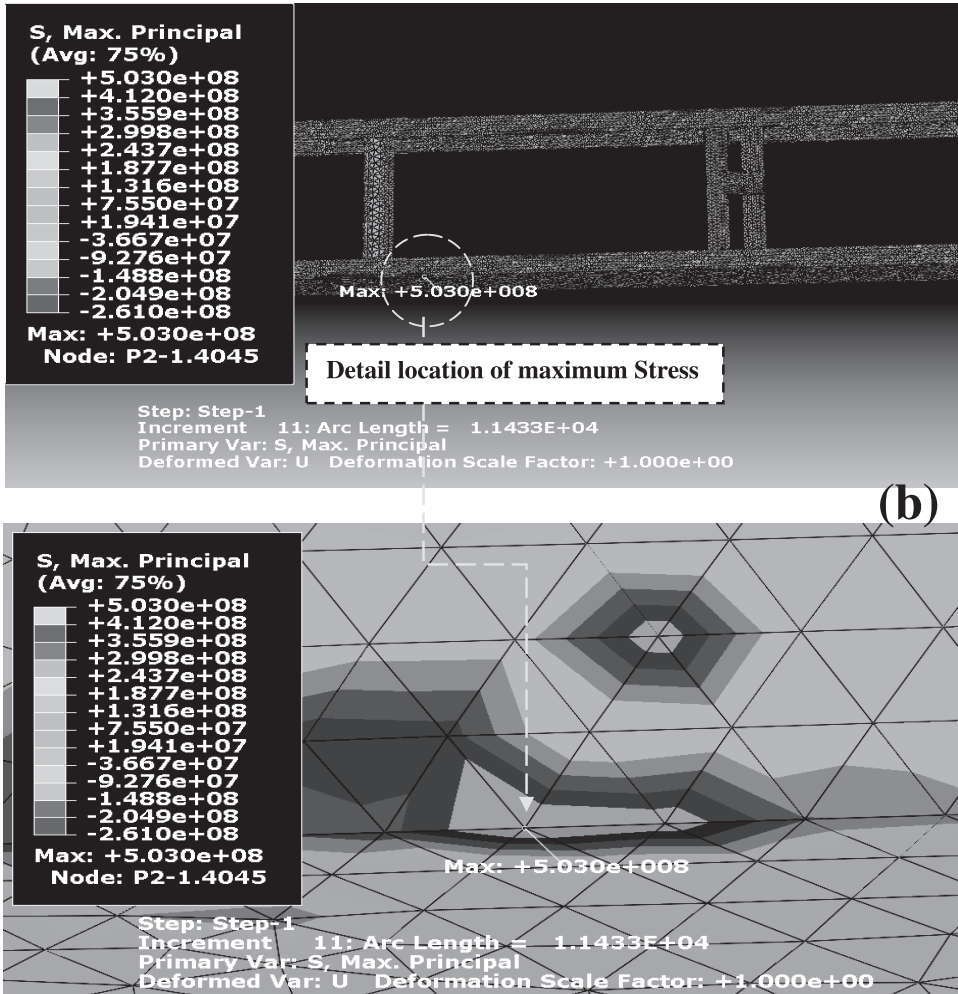 S, Max. Principal
(Avg: 75%)
+5.030e+08
+4.120e+08
+3.559e+08
+2.998e+08
+2.437e+08
+1.877e+08
+1.316e+08
+7.550e+07
+1.941e+07
-3.667e+07
-9.276e+07
-1.488e+08
-2.049e+08
-2.610e+08
Max: +5.030e+08
Node: P2-1.4045
Max: +5.030e+008
Detail location of maximum Stress
Step: Step-1
Increment 11: Arc Length = 1.1433E+04
Primary Var: S, Max. Principal
Deformed Var: U Deformation Scale Factor: +1.000e+00
(b)
S, Max. Principal
(Avg: 75%)
+5.030e+08
+4.120e+08
+3.559e+08
+2.998e+08
+2.437e+08
+1.877e+08
+1.316e+08
+7.550e+07
+1.941e+07
-3.667e+07
-9.276e+07
-1.488e+08
-2.049e+08
-2.610e+08
Max: +5.030e+08
Node: P2-1.4045
Max: +5.030e+008
Step: Step-1
Increment 11: Arc Length = 1.1433E+04
Primary Var: S, Max. Principal
Deformed Var: U Deformation Scale Factor: +1.000e+00